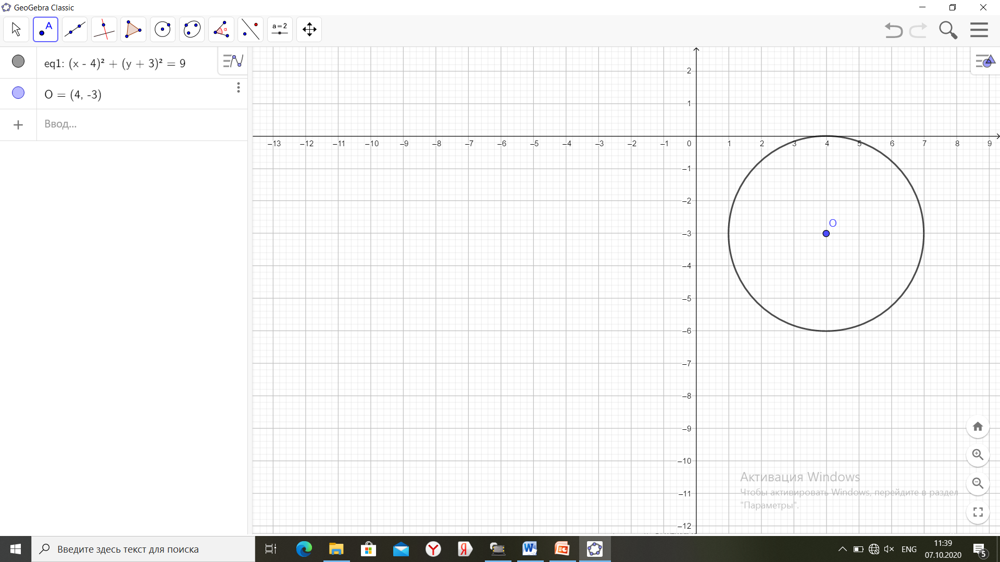 GeoGebra Classic
A
α
a=2
eq1: (x - 4)² + (y + 3)² = 9
O = (4, -3)
Ввод...
2
1
–13 –12 –11 –10 –9 –8 –7 –6 –5 –4 –3 –2 –1 0 1 2 3 4 5 6 7 8 9
–1
–2
O
–3
–4
–5
–6
–7
–8
–9
–10
–11
–12
Активация Windows
Чтобы активировать Windows, перейдите в раздел
"Параметры".
Введите здесь текст для поиска
ENG
11:39
07.10.2020
5